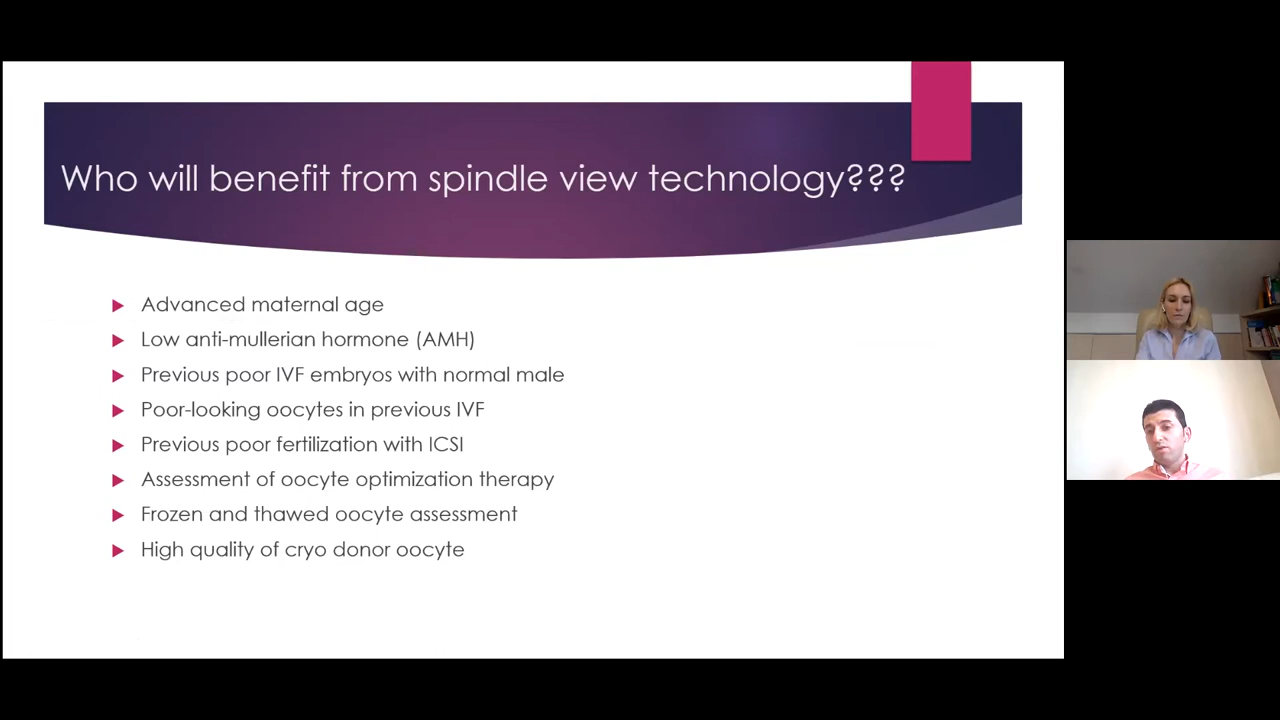 Who will benefit from spindle view technology???
Advanced maternal age
Low anti-mullerian hormone (AMH)
Previous poor IVF embryos with normal male
Poor-looking oocytes in previous IVF
Previous poor fertilization with ICSI
Assessment of oocyte optimization therapy
Frozen and thawed oocyte assessment
High quality of cryo donor oocyte